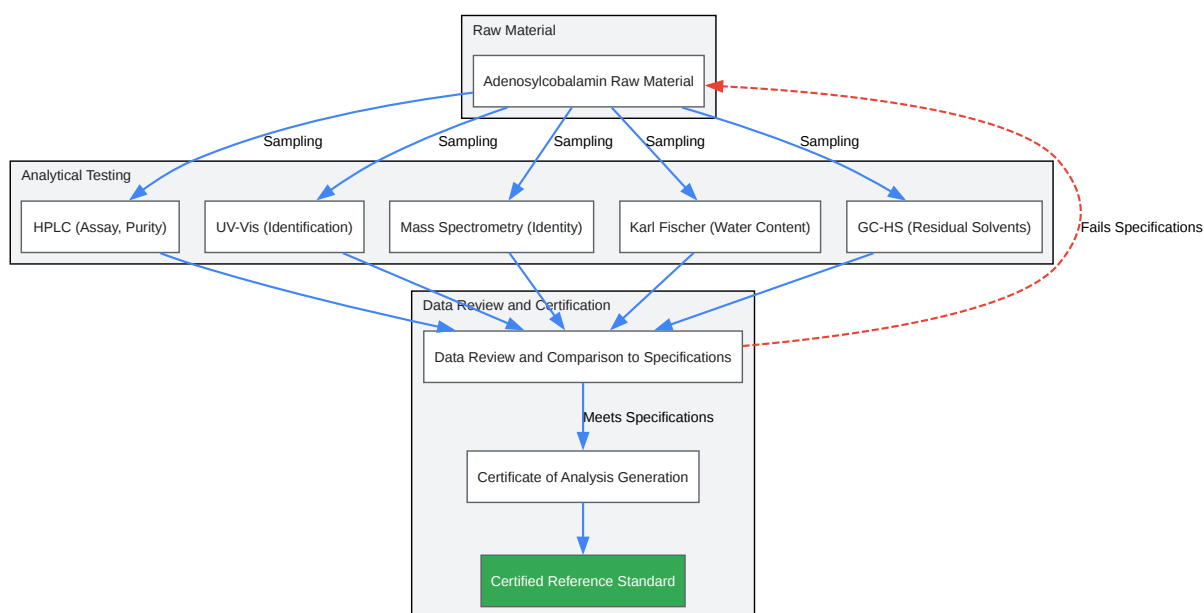 Raw Material
Adenosylcobalamin Raw Material
Sampling
Sampling
Sampling
Sampling
Sampling
Analytical Testing
HPLC (Assay, Purity)
UV-Vis (Identification)
Mass Spectrometry (Identity)
Karl Fischer (Water Content)
GC-HS (Residual Solvents)
Fails Specifications
Data Review and Certification
Data Review and Comparison to Specifications
Meets Specifications
Certificate of Analysis Generation
Certified Reference Standard